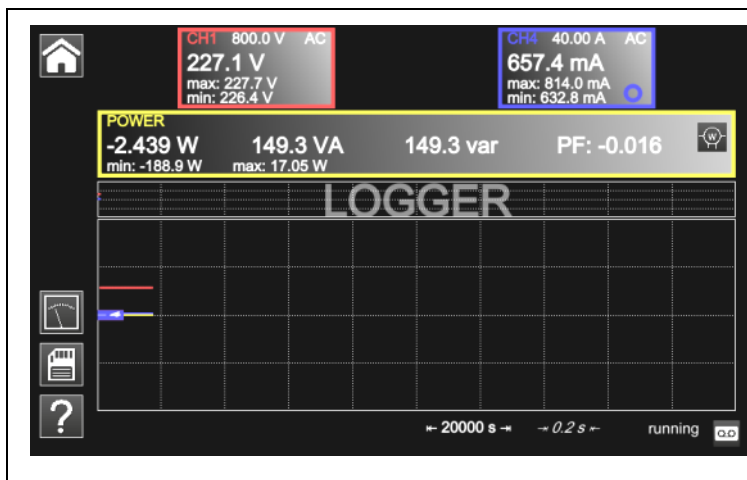 CH1 800.0 V AC
227.1 V
max: 227.7 V
min: 226.4 V
CH4 40.00 A AC
657.4 mA
max: 814.0 mA
min: 632.8 mA
POWER
-2.439 W 149.3 VA 149.3 var PF: -0.016
min: -188.9 W max: 17.05 W
W
LOGGER
?
20000 s 0.2 s running